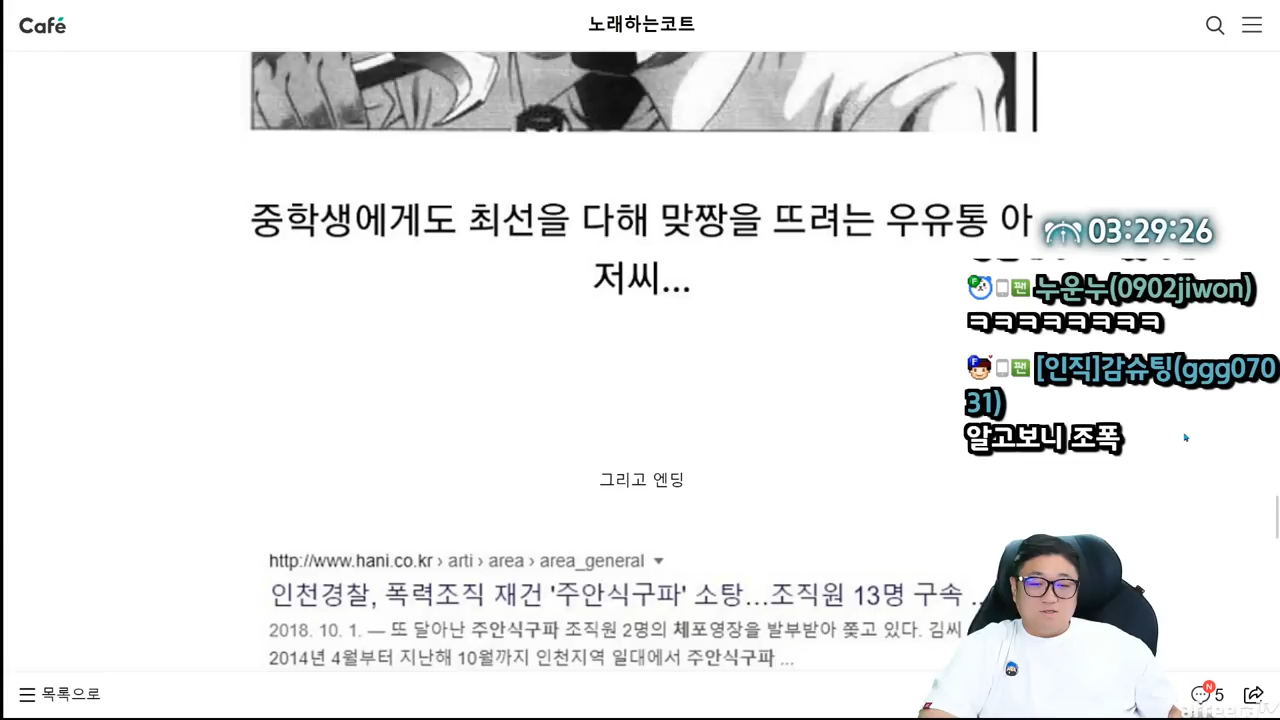 Café
노래하는코트
중학생에게도 최선을 다해 맞짱을 뜨려는 우유통 아
저씨...
03:29:26
누운누(0902jiwon)
ㅋㅋㅋㅋㅋㅋㅋㅋ
[인직]감슈팅(ggg070
31)
알고보니 조폭
그리고 엔딩
http://www.hani.co.kr › arti › area › area_general
인천경찰, 폭력조직 재건 '주안식구파' 소탕...조직원 13명 구속 ..
2018. 10. 1. — 또 달아난 주안식구파 조직원 2명의 체포영장을 발부받아 쫓고 있다. 김씨
2014년 4월부터 지난해 10월까지 인천지역 일대에서 주안식구파 ...
목록으로
N
5
afreecaTV